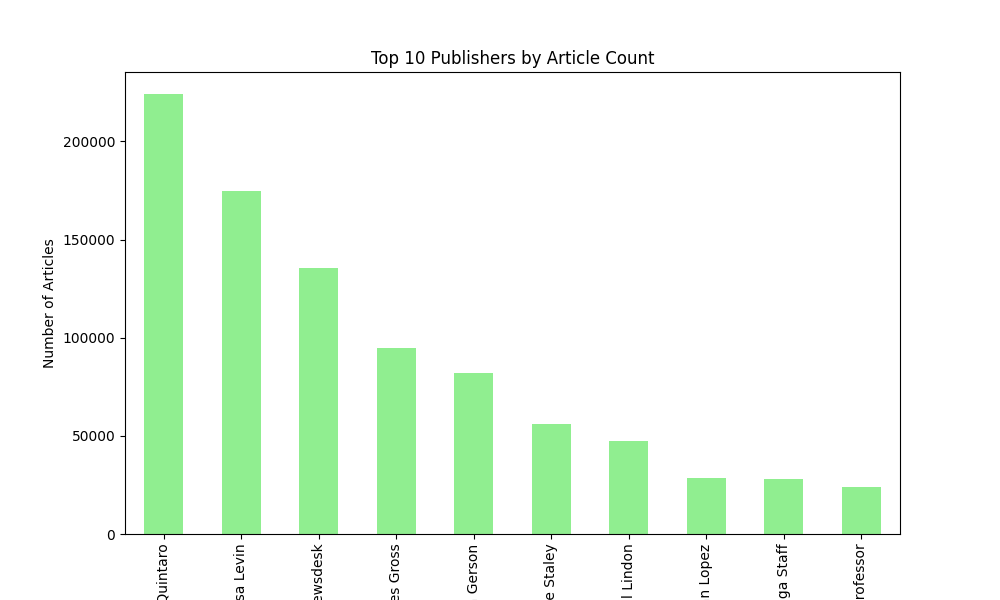 Top 10 Publishers by Article Count
Number of Articles
200000
150000
100000
50000
0
Quintaro
sa Levin
ewsdesk
es Gross
Gerson
e Staley
l Lindon
n Lopez
ga Staff
rofessor